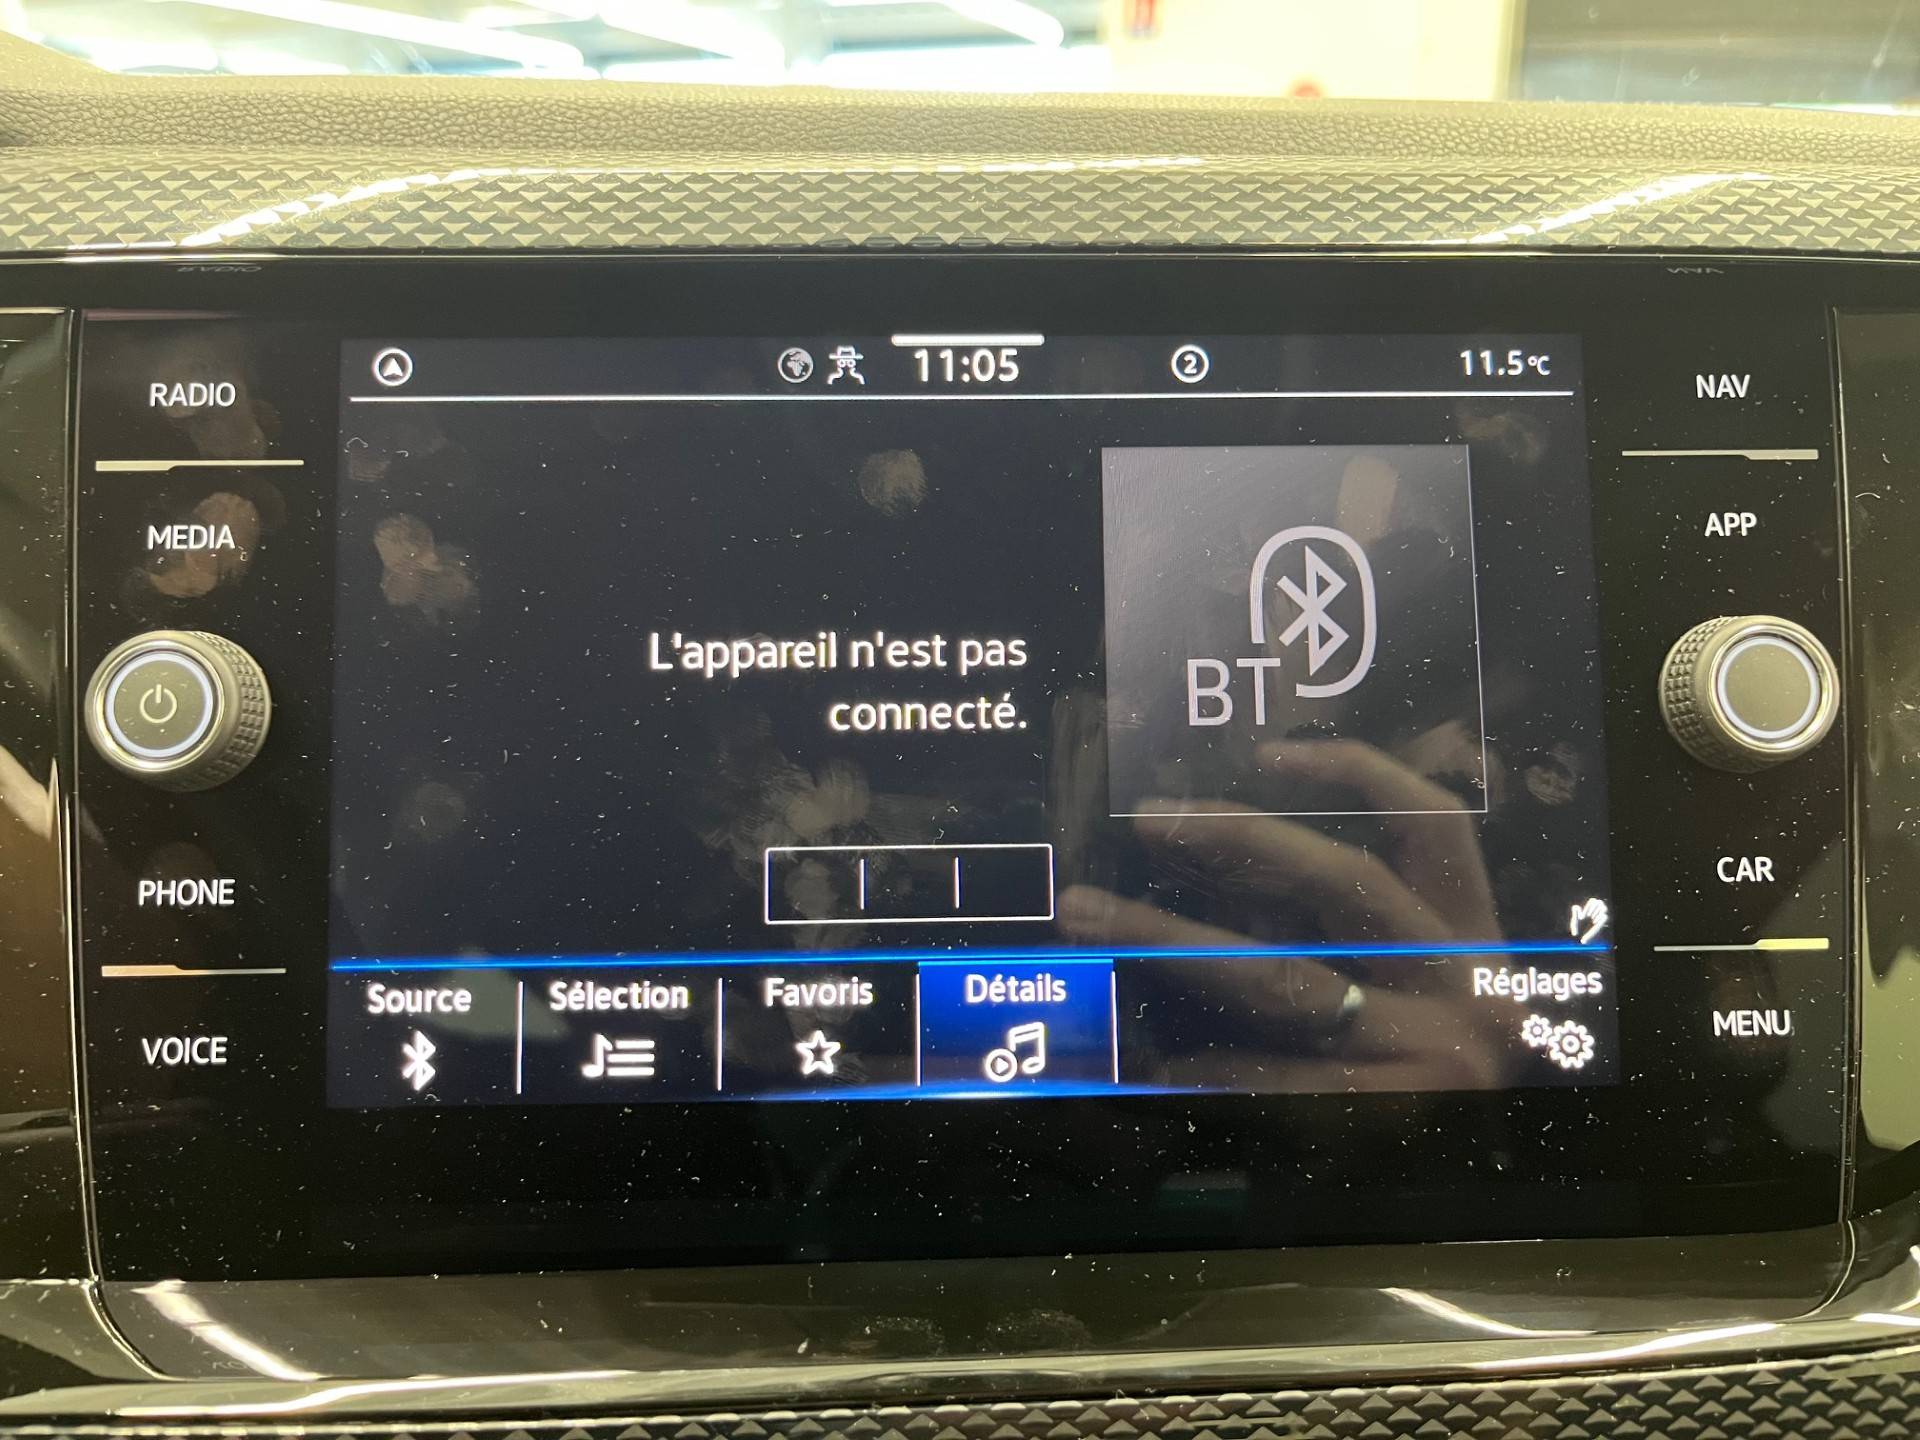 RADIO
MEDIA
PHONE
VOICE
11:05
2
11.5°C
L'appareil n'est pas
connecté.
BT
Source
Sélection
Favoris
Détails
Réglages
NAV
APP
CAR
MENU